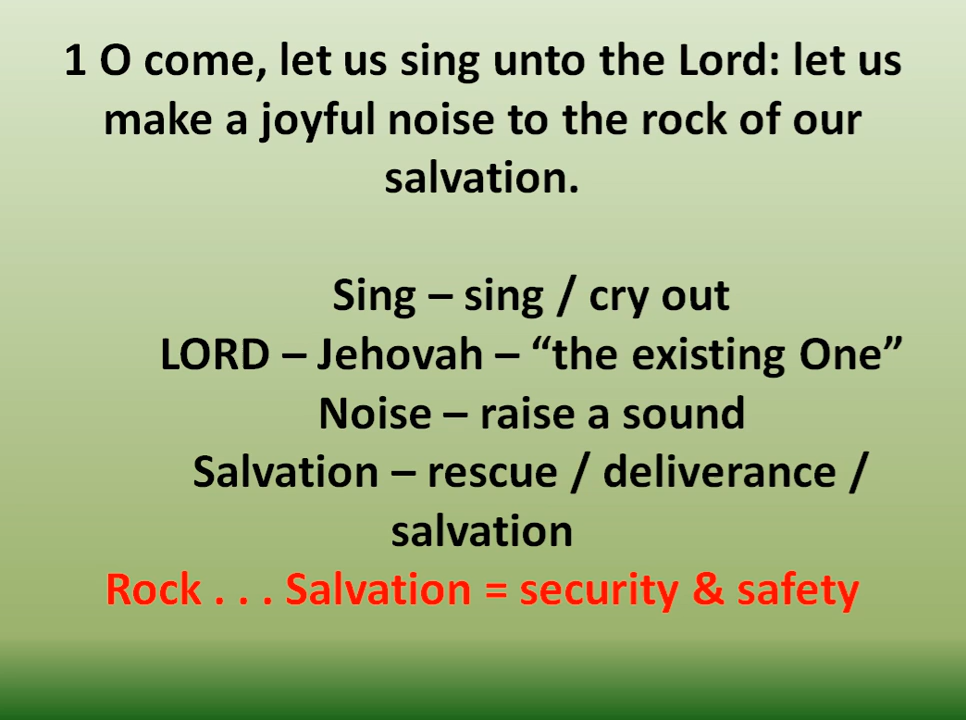 1 O come, let us sing unto the Lord: let us
make a joyful noise to the rock of our
salvation.
Sing – sing / cry out
LORD – Jehovah – “the existing One”
Noise – raise a sound
Salvation – rescue / deliverance /
salvation
Rock . . . Salvation = security & safety